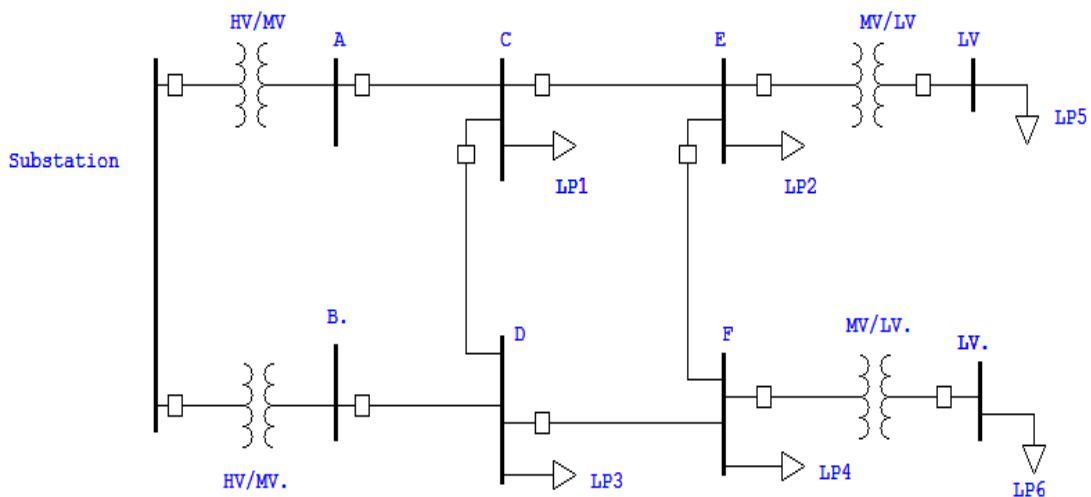 HV/MV
MV/LV
A
C
E
LV
LP5
Substation
LP1
LP2
B.
D
F
MV/LV.
LV.
HV/MV.
LP3
LP4
LP6